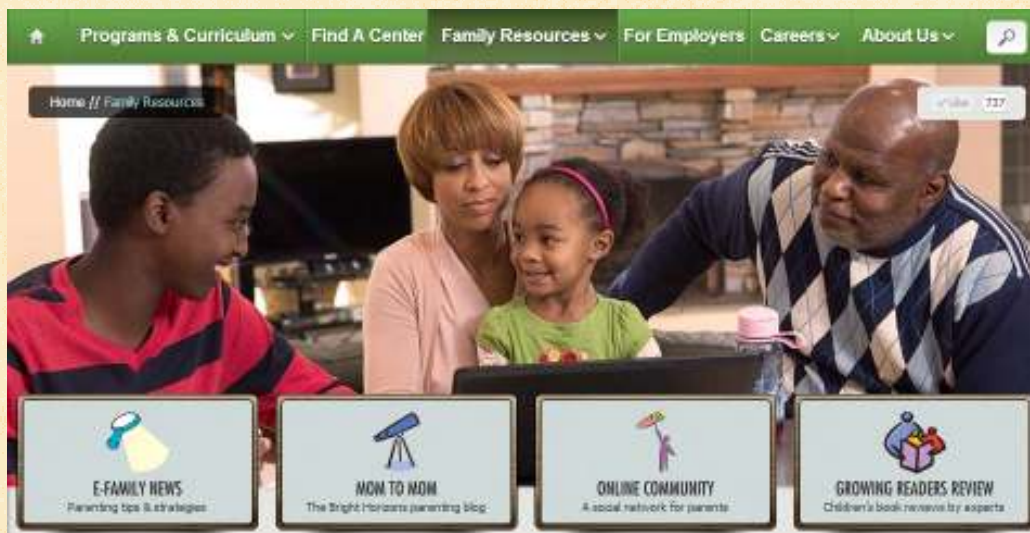 Programs & Curriculum Find A Center Family Resources For Employers Careers About Us
Home // Family Resources
737
E-FAMILY NEWS
Parenting tips & strategies
MOM TO MOM
The Bright Horizons parenting blog
ONLINE COMMUNITY
A social network for parents
GROWING READERS REVIEW
Children's book reviews by experts